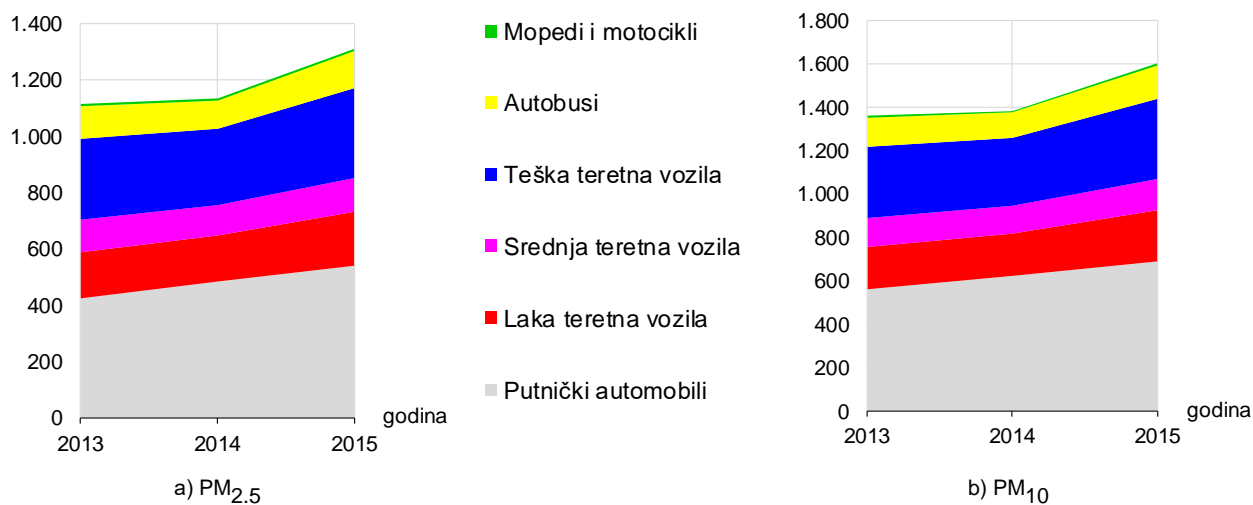 1.400
1.200
1.000
800
600
400
200
0
2013
2014
2015
godina
a) PM2.5
Mopedi i motocikli
Autobusi
Teška teretna vozila
Srednja teretna vozila
Laka teretna vozila
Putnički automobili
1.800
1.600
1.400
1.200
1.000
800
600
400
200
0
2013
2014
2015
godina
b) PM10